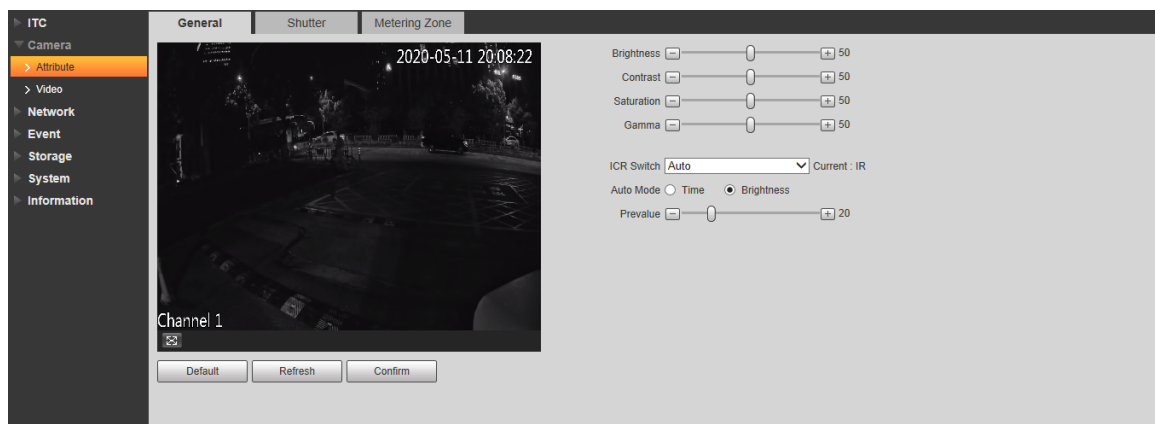 ITC
Camera
Attribute
Video
Network
Event
Storage
System
Information
General
Shutter
Metering Zone
2020-05-11 20:08:22
Channel 1
Default
Refresh
Confirm
Brightness 50
Contrast 50
Saturation 50
Gamma 50
ICR Switch Auto Current : IR
Auto Mode Time Brightness
Prevalue 20